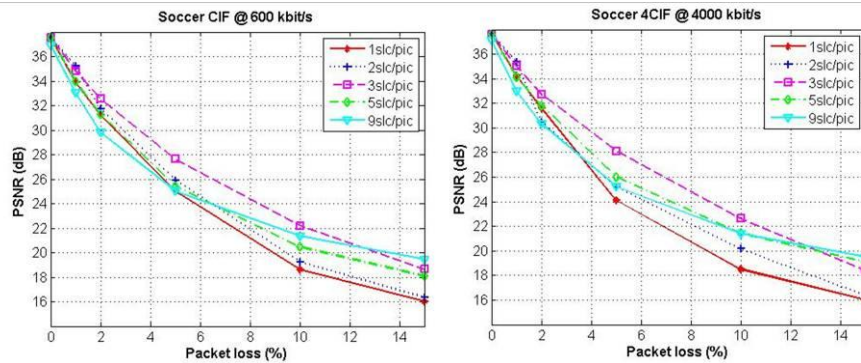 Soccer CIF @ 600 kbit/s
38
36
34
32
30
28
26
24
22
20
18
16
PSNR (dB)
1slc/pic
2slc/pic
3slc/pic
5slc/pic
9slc/pic
0 2 4 6 8 10 12 14
Packet loss (%)
Soccer 4CIF @ 4000 kbit/s
36
34
32
30
28
26
24
22
20
18
16
PSNR (dB)
1slc/pic
2slc/pic
3slc/pic
5slc/pic
9slc/pic
0 2 4 6 8 10 12 14
Packet loss (%)